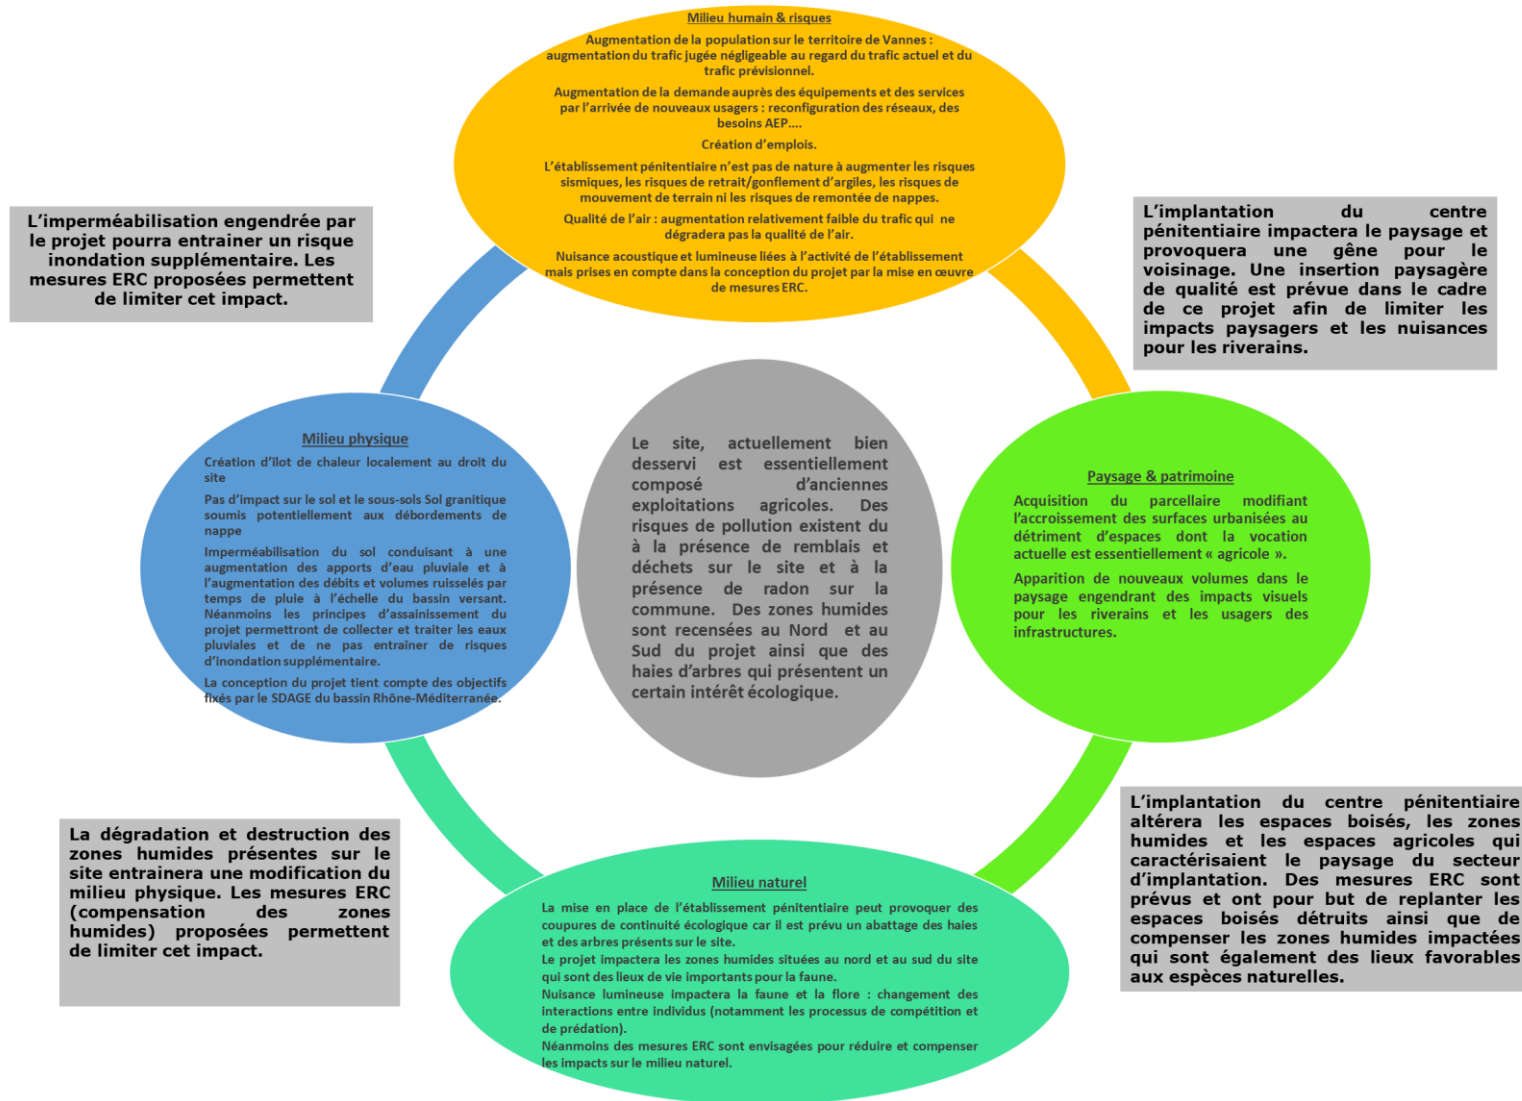 Milieu humain & risques
Augmentation de la population sur le territoire de Vannes :
augmentation du trafic jugée négligeable au regard du trafic actuel et du
trafic prévisionnel.
Augmentation de la demande auprès des équipements et des services
par l’arrivée de nouveaux usagers : reconfiguration des réseaux, des
besoins AEP….
Création d’emplois.
L’établissement pénitentiaire n’est pas de nature à augmenter les risques
sismiques, les risques de retrait/gonflement d’argiles, les risques de
mouvement de terrain ni les risques de remontée de nappes.
Qualité de l’air : augmentation relativement faible du trafic qui ne
dégradera pas la qualité de l’air.
Nuisance acoustique et lumineuse liées à l’activité de l’établissement
mais prises en compte dans la conception du projet par la mise en œuvre
de mesures ERC.
L’imperméabilisation engendrée par
le projet pourra entrainer un risque
inondation supplémentaire. Les
mesures ERC proposées permettent
de limiter cet impact.
L’implantation du centre
pénitentiaire impactera le paysage et
provoquera une gêne pour le
voisinage. Une insertion paysagère
de qualité est prévue dans le cadre
de ce projet afin de limiter les
impacts paysagers et les nuisances
pour les riverains.
Milieu physique
Création d’îlot de chaleur localement au droit du
site
Pas d’impact sur le sol et le sous-sols Sol granitique
soumis potentiellement aux débordements de
nappe
Imperméabilisation du sol conduisant à une
augmentation des apports d’eau pluviale et à
l’augmentation des débits et volumes ruisselés par
temps de pluie à l’échelle du bassin versant.
Néanmoins les principes d’assainissement du
projet permettront de collecter et traiter les eaux
pluviales et de ne pas entraîner de risques
d’inondation supplémentaire.
La conception du projet tient compte des objectifs
fixés par le SDAGE du bassin Rhône-Méditerranée.
Le site, actuellement bien
desservi est essentiellement
composé d’anciennes
exploitations agricoles. Des
risques de pollution existent du
à la présence de remblais et
déchets sur le site et à la
présence de radon sur la
commune. Des zones humides
sont recensées au Nord et au
Sud du projet ainsi que des
haies d’arbres qui présentent un
certain intérêt écologique.
Paysage & patrimoine
Acquisition du parcellaire modifiant
l’accroissement des surfaces urbanisées au
détriment d’espaces dont la vocation
actuelle est essentiellement « agricole ».
Apparition de nouveaux volumes dans le
paysage engendrant des impacts visuels
pour les riverains et les usagers des
infrastructures.
La dégradation et destruction des
zones humides présentes sur le
site entrainera une modification du
milieu physique. Les mesures ERC
(compensation des zones
humides) proposées permettent
de limiter cet impact.
L’implantation du centre pénitentiaire
altérera les espaces boisés, les zones
humides et les espaces agricoles qui
caractérisaient le paysage du secteur
d’implantation. Des mesures ERC sont
prévus et ont pour but de replanter les
espaces boisés détruits ainsi que de
compenser les zones humides impactées
qui sont également des lieux favorables
aux espèces naturelles.
Milieu naturel
La mise en place de l’établissement pénitentiaire peut provoquer des
coupures de continuité écologique car il est prévu un abattage des haies
et des arbres présents sur le site.
Le projet impactera les zones humides situées au nord et au sud du site
qui sont des lieux de vie importants pour la faune.
Nuisance lumineuse impactera la faune et la flore : changement des
interactions entre individus (notamment les processus de compétition et
de prédation).
Néanmoins des mesures ERC sont envisagées pour réduire et compenser
les impacts sur le milieu naturel.